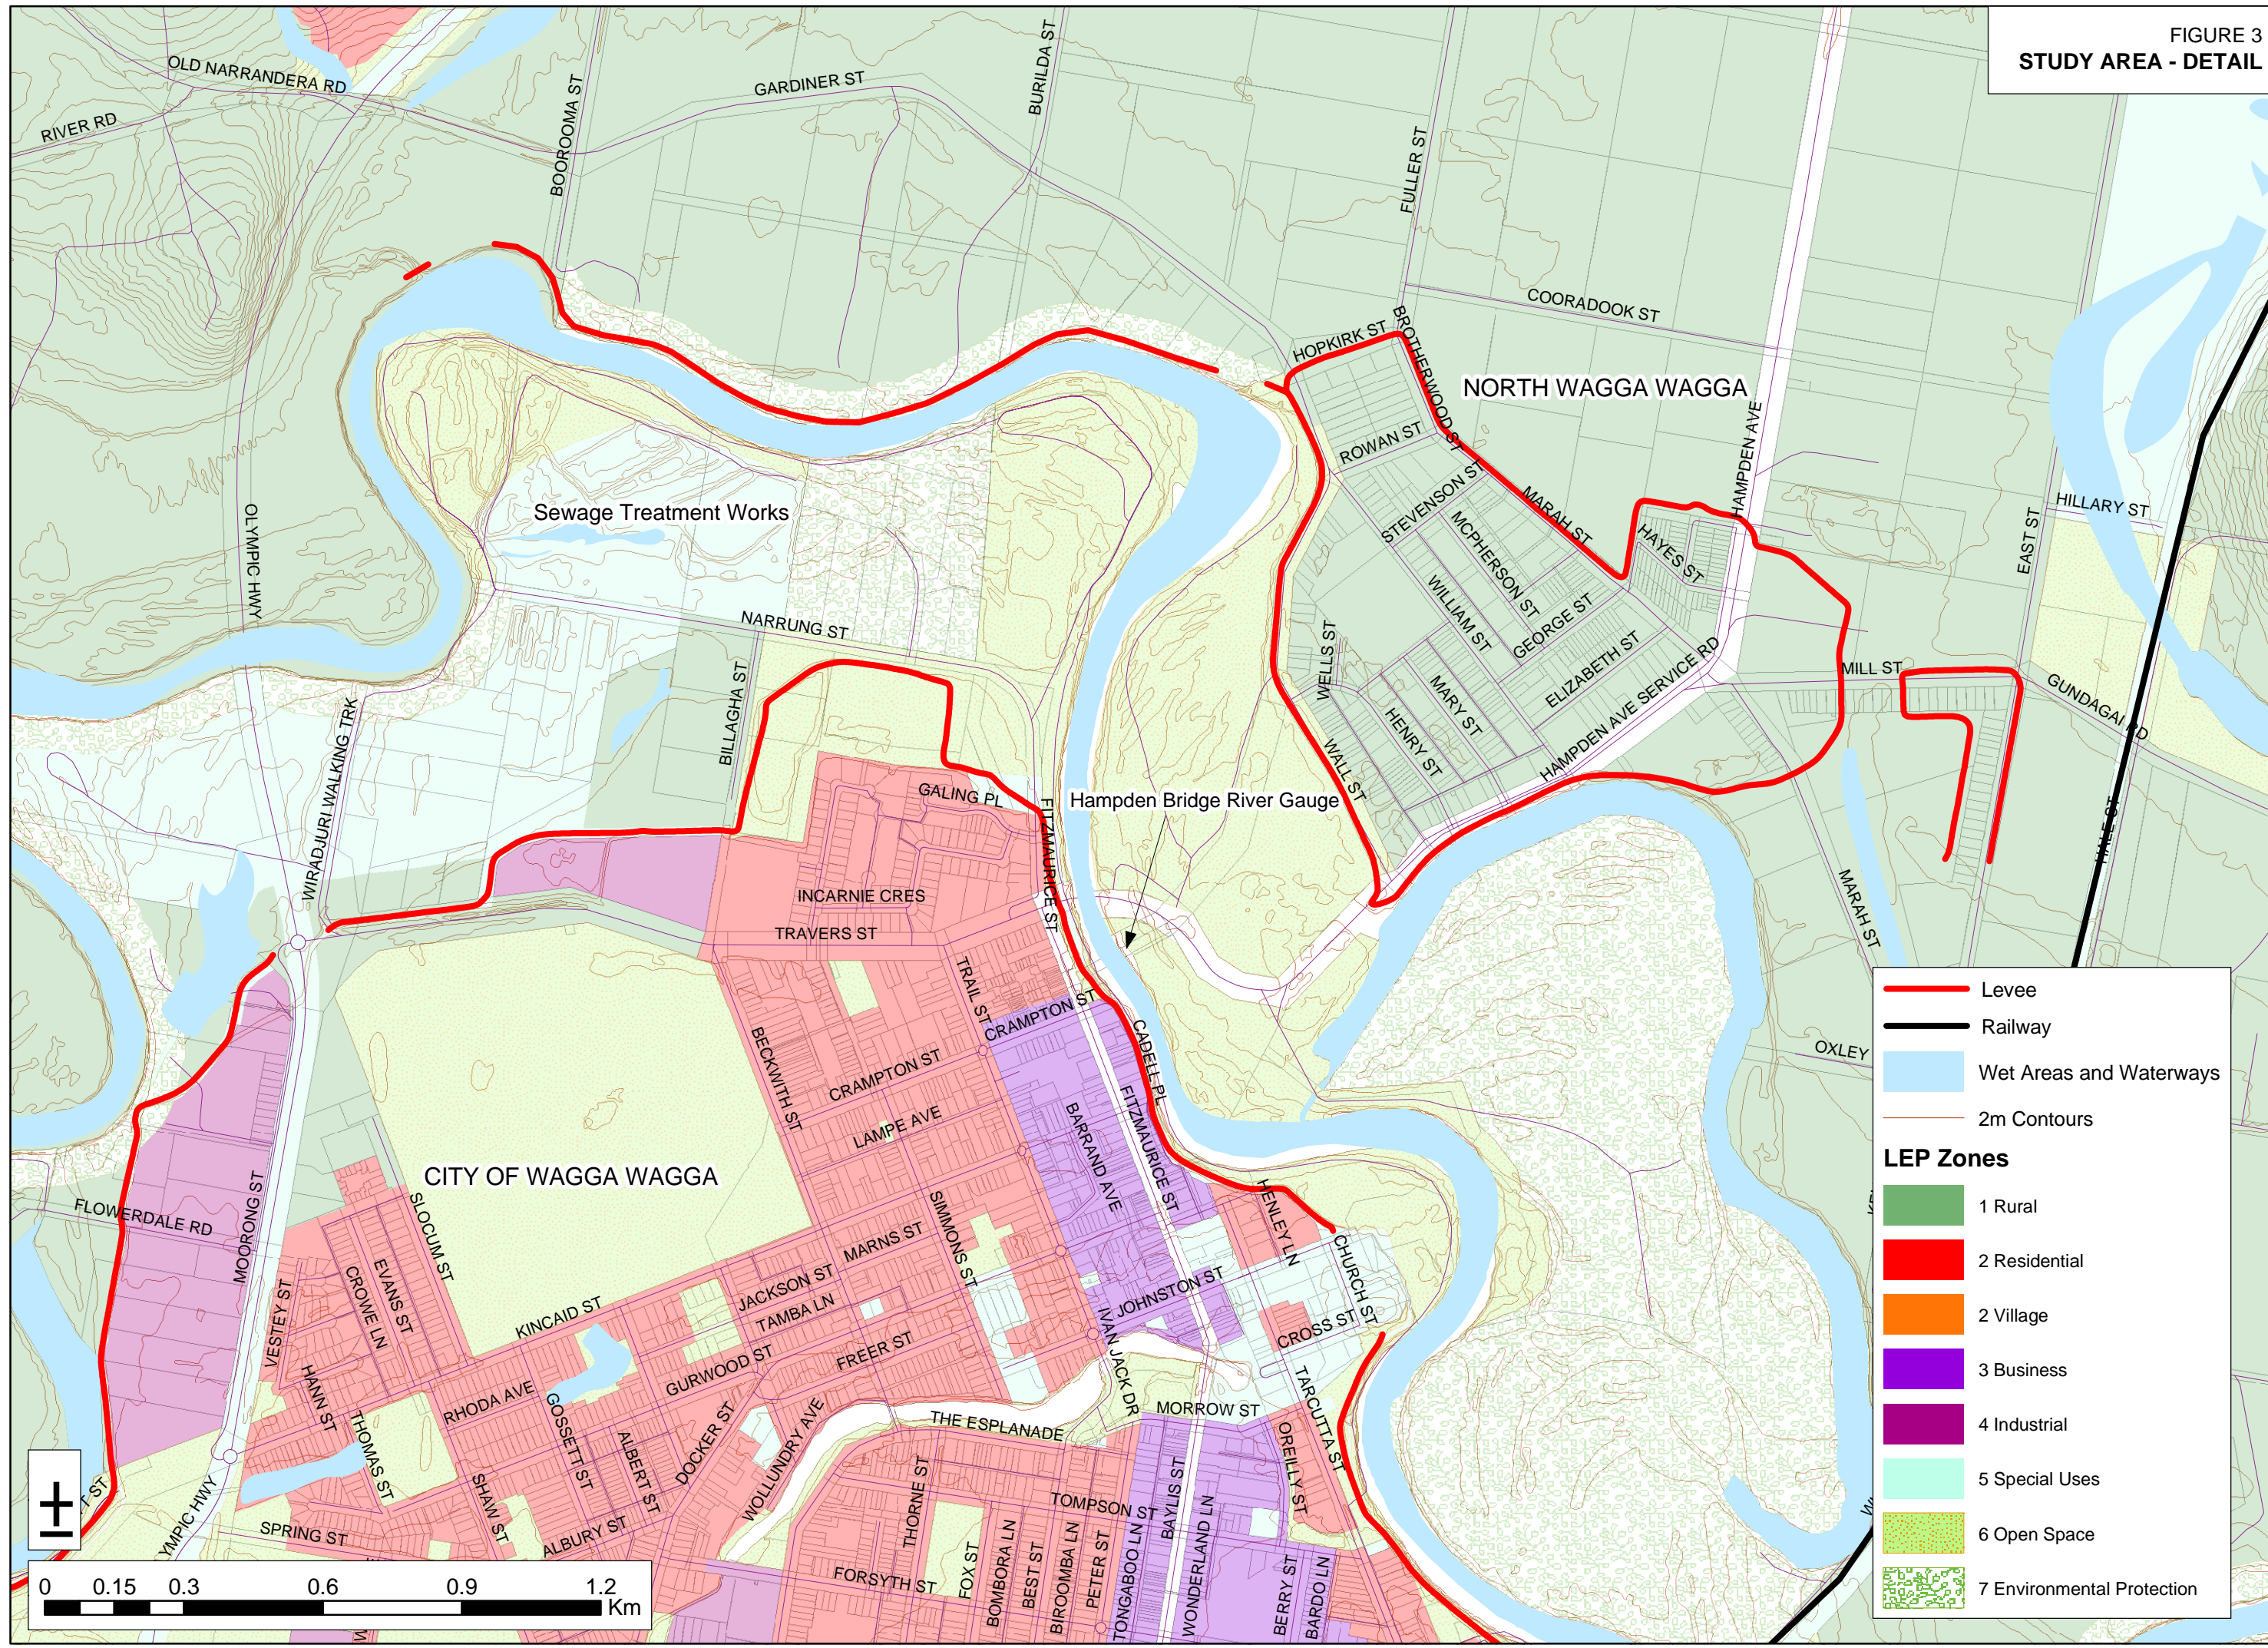 FIGURE 3
STUDY AREA - DETAIL
OLD NARRANDERA RD
RIVER RD
BOOROOMA ST
GARDINER ST
BURILDA ST
FULLER ST
COORADOOK ST
HOPKIRK ST
BROTHERWOOD ST
NORTH WAGGA WAGGA
HAMPDEN AVE
ROWAN ST
STEVENSON ST
MARAH ST
MCPHERSON ST
HAYES ST
HILLARY ST
EAST ST
OLYMPIC HWY
Sewage Treatment Works
NARRUNG ST
BILLAGHA ST
WILLIAM ST
GEORGE ST
ELIZABETH ST
WELLS ST
MARY ST
HENRY ST
HAMPDEN AVE SERVICE RD
MILL ST
GUNDAGAI RD
WALL ST
WIRADJURI WALKING TRK
GALING PL
Hampden Bridge River Gauge
FITZMAURICE ST
HALE ST
INCARNIE CRES
TRAVERS ST
MARAH ST
TRAIL ST
CRAMPTON ST
CADELL PL
BECKWITH ST
CRAMPTON ST
LAMPE AVE
BARRAND AVE
FITZMAURICE ST
OXLEY
CITY OF WAGGA WAGGA
FLOWERDALE RD
MOORONG ST
SLOCUM ST
SIMMONS ST
MARNS ST
HENLEY LN
CHURCH ST
JOHNSTON ST
CROSS ST
VESTEY ST
CROWE LN
EVANS ST
KINCAID ST
JACKSON ST
TAMBA LN
GURWOOD ST
FREER ST
IVAN JACK DR
HANN ST
THOMAS ST
RHODA AVE
GOSSETT ST
ALBERT ST
DOCKER ST
WOLLUNDRY AVE
THE ESPLANADE
MORROW ST
TARCUTTA ST
OREILLY ST
SHAW ST
SPRING ST
ALBURY ST
THORNE ST
TOMPSON ST
BAYLIS ST
YMPIC HWY
FORSYTH ST
FOX ST
BOMBORA LN
BEST ST
BIROOMBA LN
PETER ST
TONGABOO LN
WONDERLAND LN
BERRY ST
BARDO LN
Levee
Railway
Wet Areas and Waterways
2m Contours
LEP Zones
1 Rural
2 Residential
2 Village
3 Business
4 Industrial
5 Special Uses
6 Open Space
7 Environmental Protection
0 0.15 0.3 0.6 0.9 1.2
Km